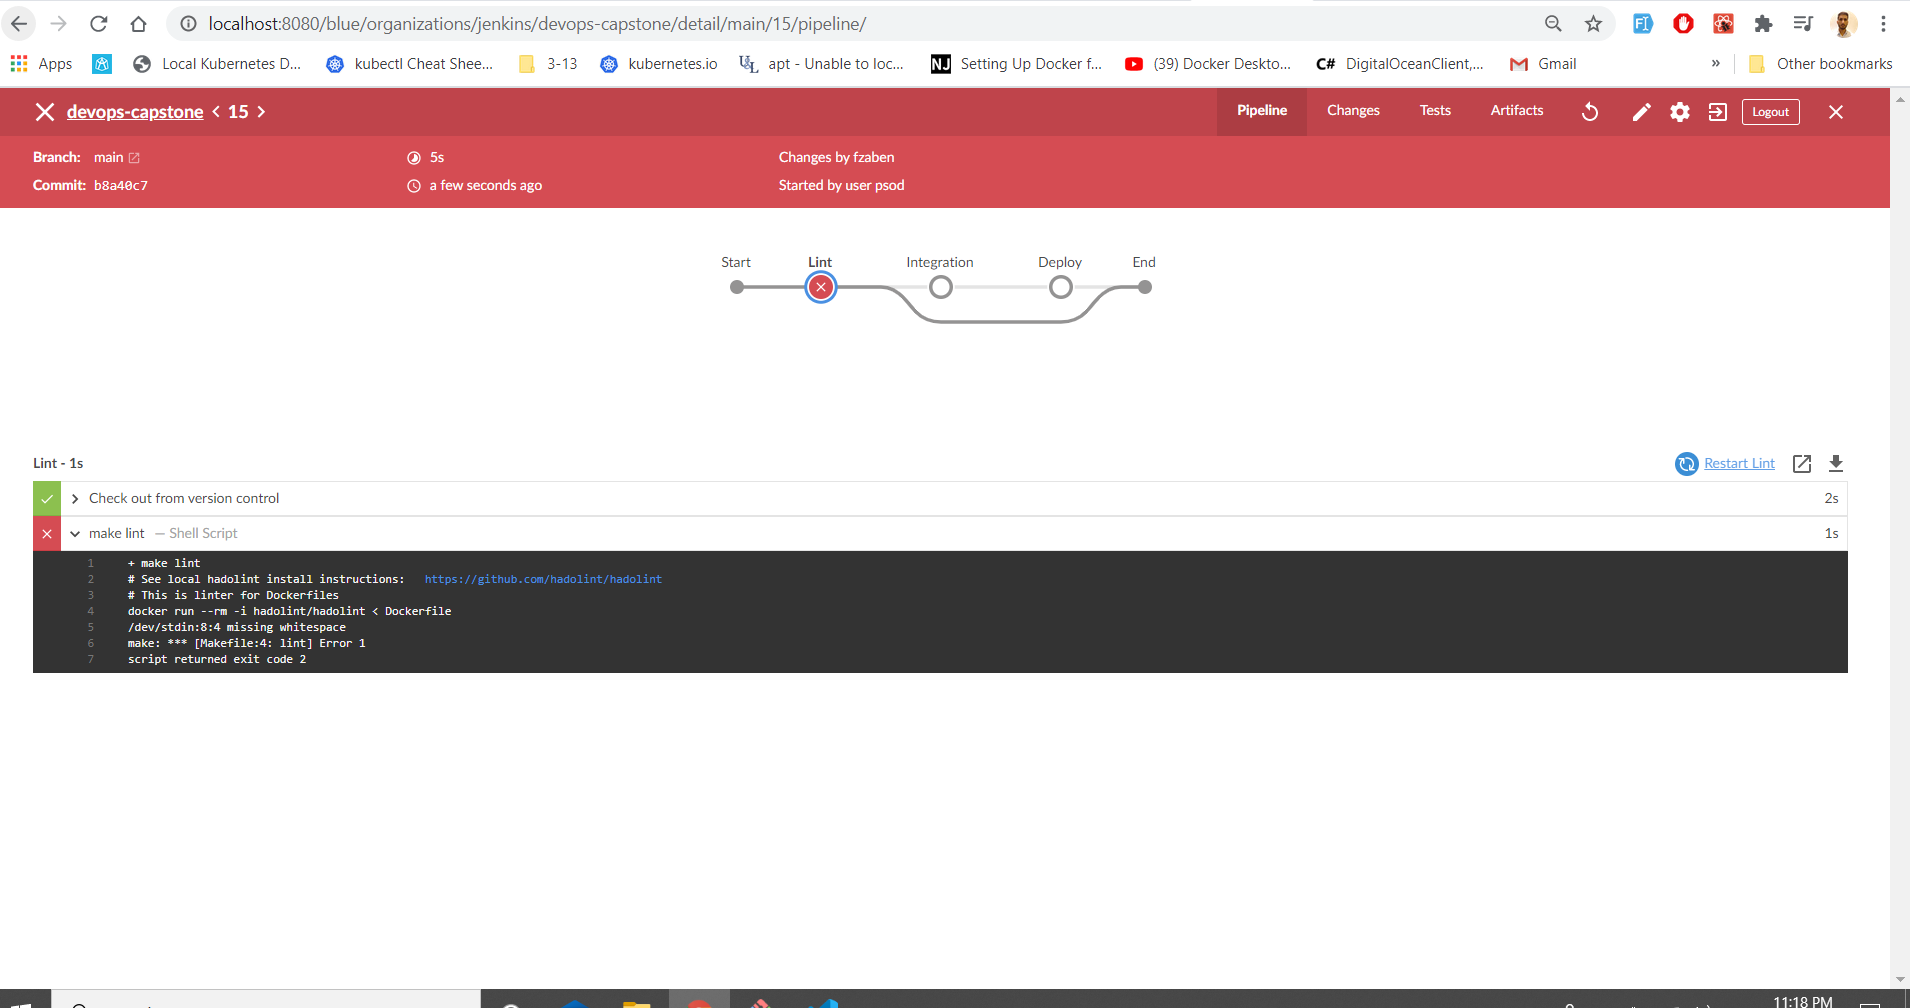 localhost:8080/blue/organizations/jenkins/devops-capstone/detail/main/15/pipeline/
Apps Local Kubernetes D... kubectl Cheat Shee... 3-13 kubernetes.io apt - Unable to loc... NJ Setting Up Docker f... (39) Docker Deskto... C# DigitalOceanClient,... Gmail » Other bookmarks
devops-capstone < 15 > Pipeline Changes Tests Artifacts Logout
Branch: main 5s Changes by fzaben
Commit: b8a40c7 a few seconds ago Started by user psod
Start Lint Integration Deploy End
Lint - 1s Restart Lint
Check out from version control 2s
make lint — Shell Script 1s
1 + make lint
2 # See local hadolint install instructions: https://github.com/hadolint/hadolint
3 # This is linter for Dockerfiles
4 docker run --rm -i hadolint/hadolint < Dockerfile
5 /dev/stdin:8:4 missing whitespace
6 make: *** [Makefile:4: lint] Error 1
7 script returned exit code 2
11:18 PM